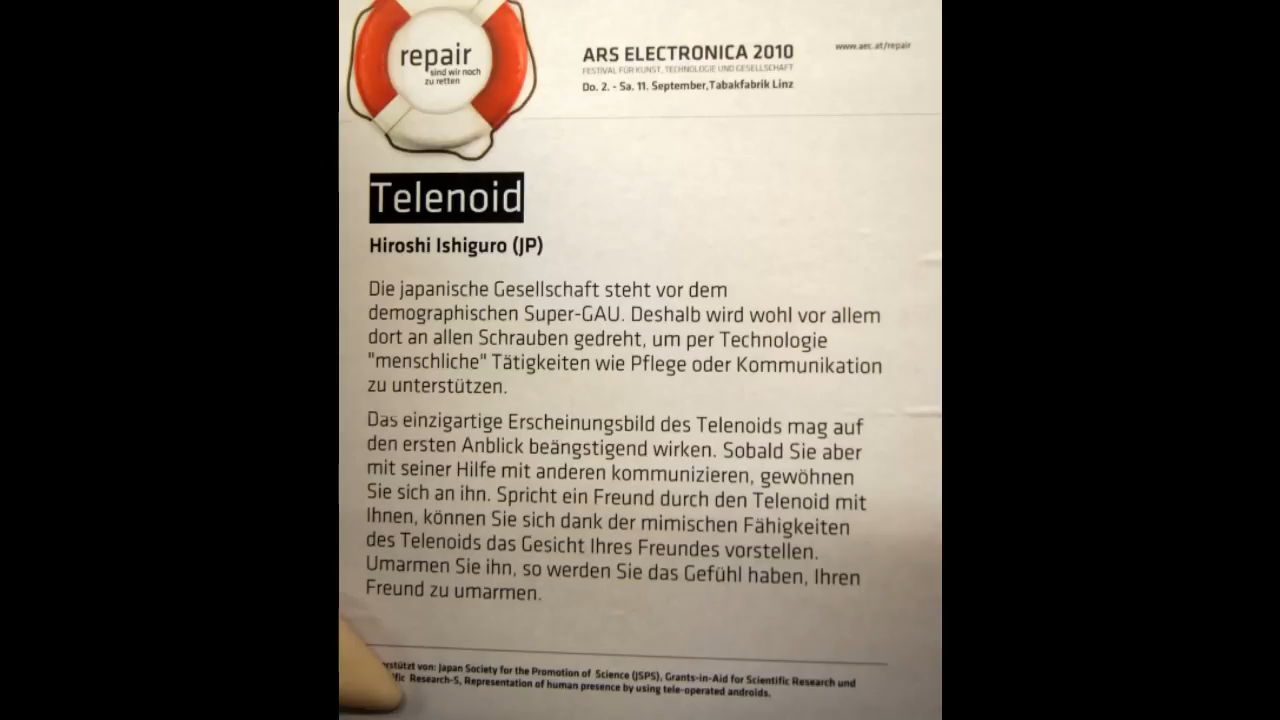 repair
sind wir noch
zu retten
ARS ELECTRONICA 2010
FESTIVAL FÜR KUNST, TECHNOLOGIE UND GESELLSCHAFT
Do. 2. - Sa. 11. September, Tabakfabrik Linz
www.aec.at/repair
Telenoid
Hiroshi Ishiguro (JP)
Die japanische Gesellschaft steht vor dem
demographischen Super-GAU. Deshalb wird wohl vor allem
dort an allen Schrauben gedreht, um per Technologie
"menschliche" Tätigkeiten wie Pflege oder Kommunikation
zu unterstützen.
Das einzigartige Erscheinungsbild des Telenoids mag auf
den ersten Anblick beängstigend wirken. Sobald Sie aber
mit seiner Hilfe mit anderen kommunizieren, gewöhnen
Sie sich an ihn. Spricht ein Freund durch den Telenoid mit
Ihnen, können Sie sich dank der mimischen Fähigkeiten
des Telenoids das Gesicht Ihres Freundes vorstellen.
Umarmen Sie ihn, so werden Sie das Gefühl haben, Ihren
Freund zu umarmen.
rstützt von: Japan Society for the Promotion of Science (JSPS), Grants-in-Aid for Scientific Research und
ific Research-S, Representation of human presence by using tele-operated androids.